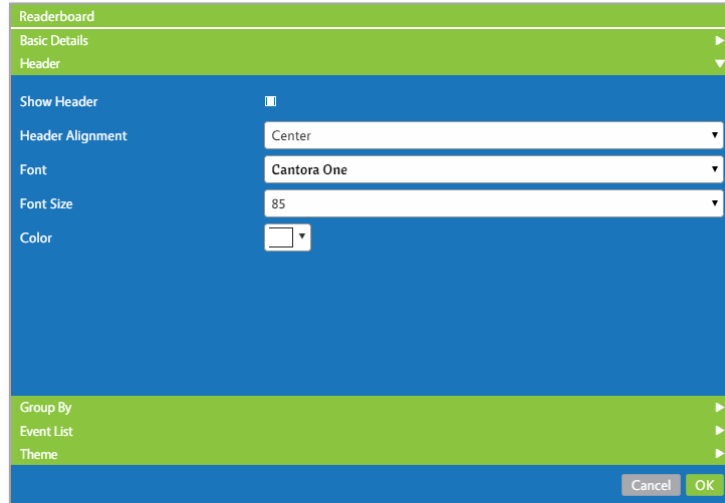 Readerboard
Basic Details
Header
Show Header
Header Alignment Center
Font Cantora One
Font Size 85
Color
Group By
Event List
Theme
Cancel OK